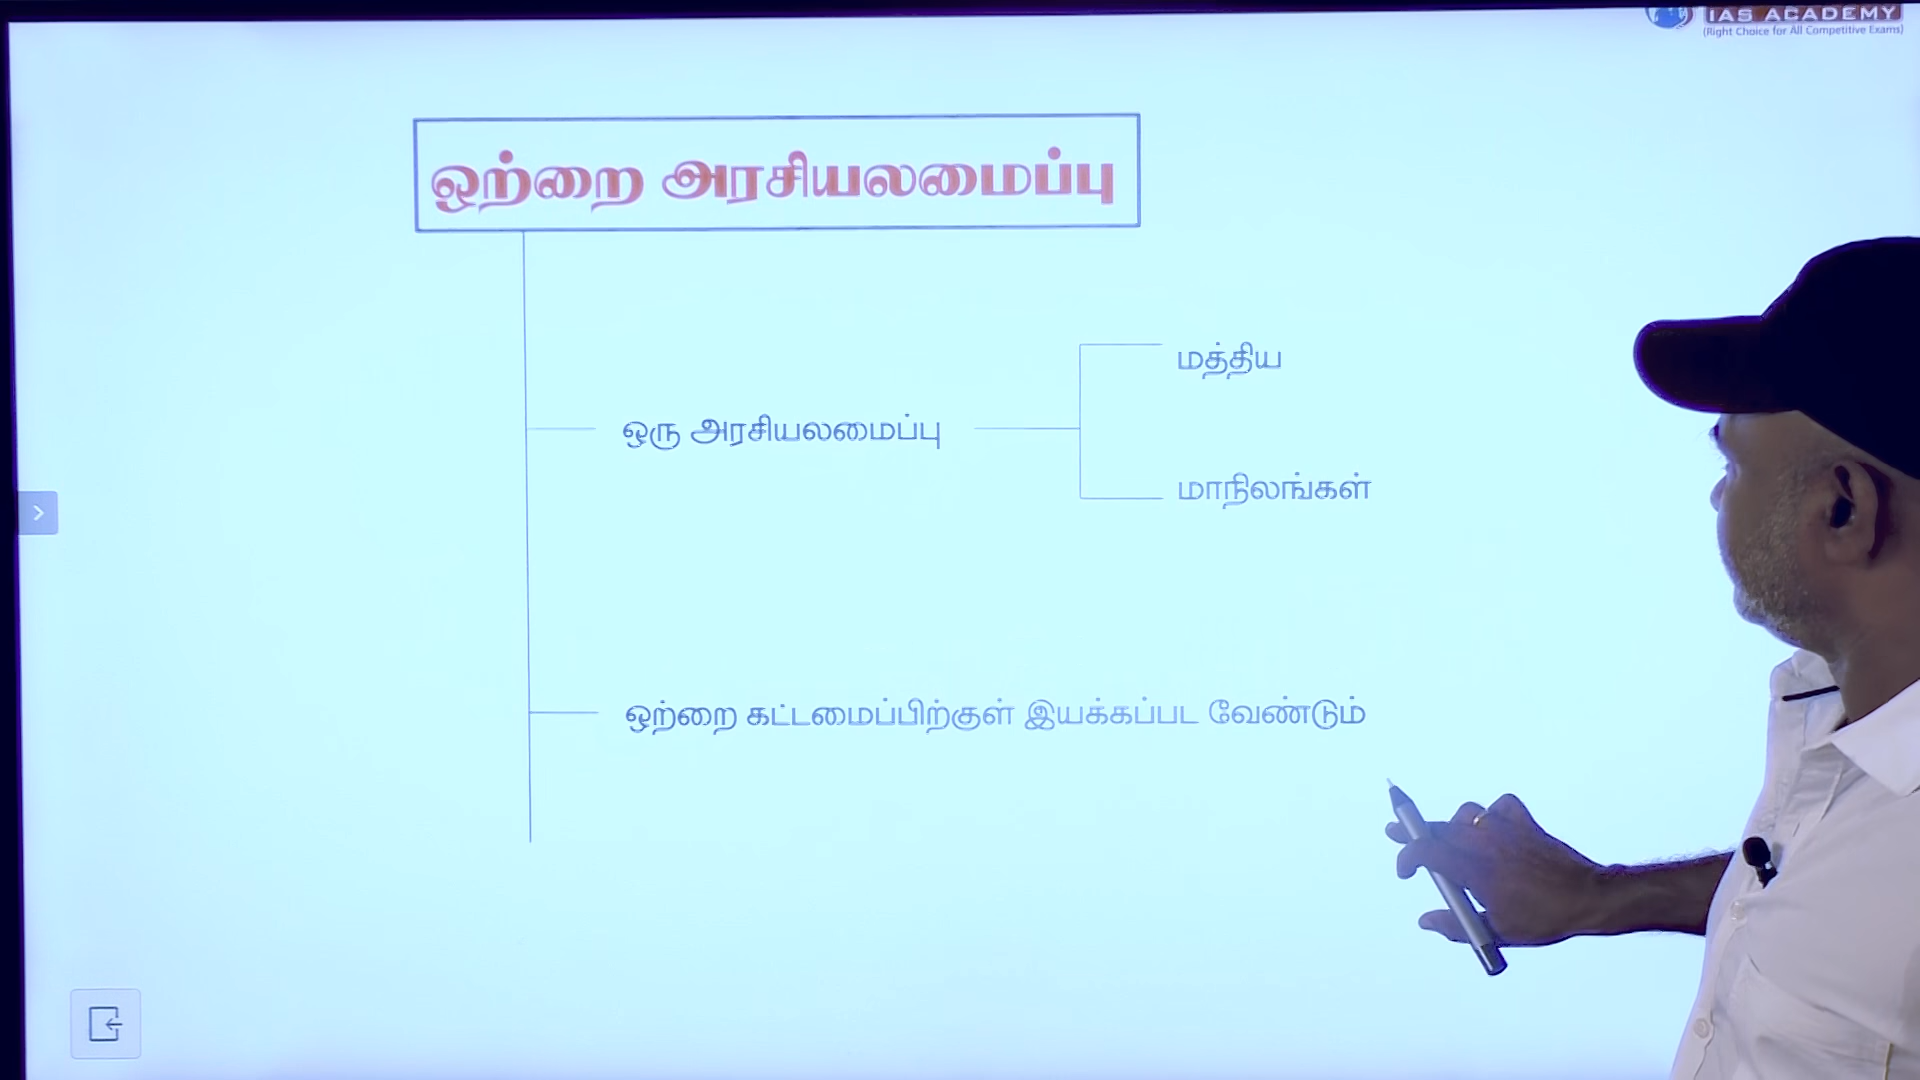 IAS ACADEMY
(Right Choice for All Competitive Exams)
ஒற்றை அரசியலமைப்பு
மத்திய
ஒரு அரசியலமைப்பு
மாநிலங்கள்
ஒற்றை கட்டமைப்பிற்குள் இயக்கப்பட வேண்டும்